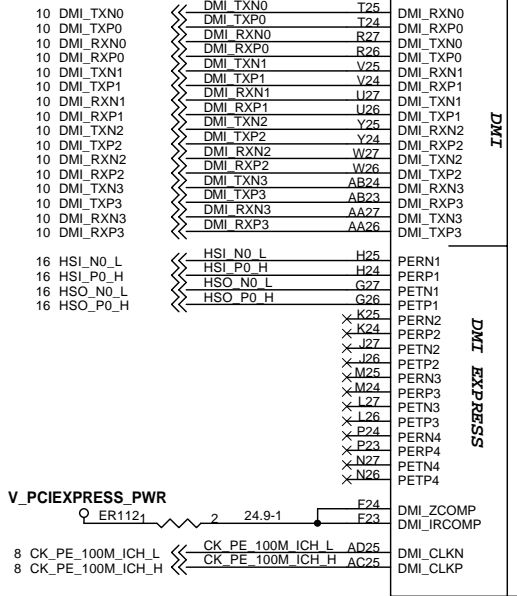 10 DMI_TXN0 DMI_TXN0 T25 DMI_RXN0
10 DMI_TXP0 DMI_TXP0 T24 DMI_RXP0
10 DMI_RXN0 DMI_RXN0 R27 DMI_TXN0
10 DMI_RXP0 DMI_RXP0 R26 DMI_TXP0
10 DMI_TXN1 DMI_TXN1 V25 DMI_RXN1
10 DMI_TXP1 DMI_TXP1 V24 DMI_RXP1
10 DMI_RXN1 DMI_RXN1 U27 DMI_TXN1
10 DMI_RXP1 DMI_RXP1 U26 DMI_TXP1
10 DMI_TXN2 DMI_TXN2 Y25 DMI_RXN2
10 DMI_TXP2 DMI_TXP2 Y24 DMI_RXP2
10 DMI_RXN2 DMI_RXN2 W27 DMI_TXN2
10 DMI_RXP2 DMI_RXP2 W26 DMI_TXP2
10 DMI_TXN3 DMI_TXN3 AB24 DMI_RXN3
10 DMI_TXP3 DMI_TXP3 AB23 DMI_RXP3
10 DMI_RXN3 DMI_RXN3 AA27 DMI_TXN3
10 DMI_RXP3 DMI_RXP3 AA26 DMI_TXP3
DMI
16 HSI_N0_L HSI_N0_L H25 PERN1
16 HSI_P0_H HSI_P0_H H24 PERP1
16 HSO_N0_L HSO_N0_L G27 PETN1
16 HSO_P0_H HSO_P0_H G26 PETP1
K25 PERN2
K24 PERP2
J27 PETN2
J26 PETP2
M25 PERN3
M24 PERP3
L27 PETN3
L26 PETP3
P24 PERN4
P23 PERP4
N27 PETN4
N26 PETP4
DMI EXPRESS
V_PCIEXPRESS_PWR
F24 DMI_ZCOMP
ER112 1 2 24.9-1 F23 DMI_IRCOMP
8 CK_PE_100M_ICH_L CK_PE_100M_ICH_L AD25 DMI_CLKN
8 CK_PE_100M_ICH_H CK_PE_100M_ICH_H AC25 DMI_CLKP